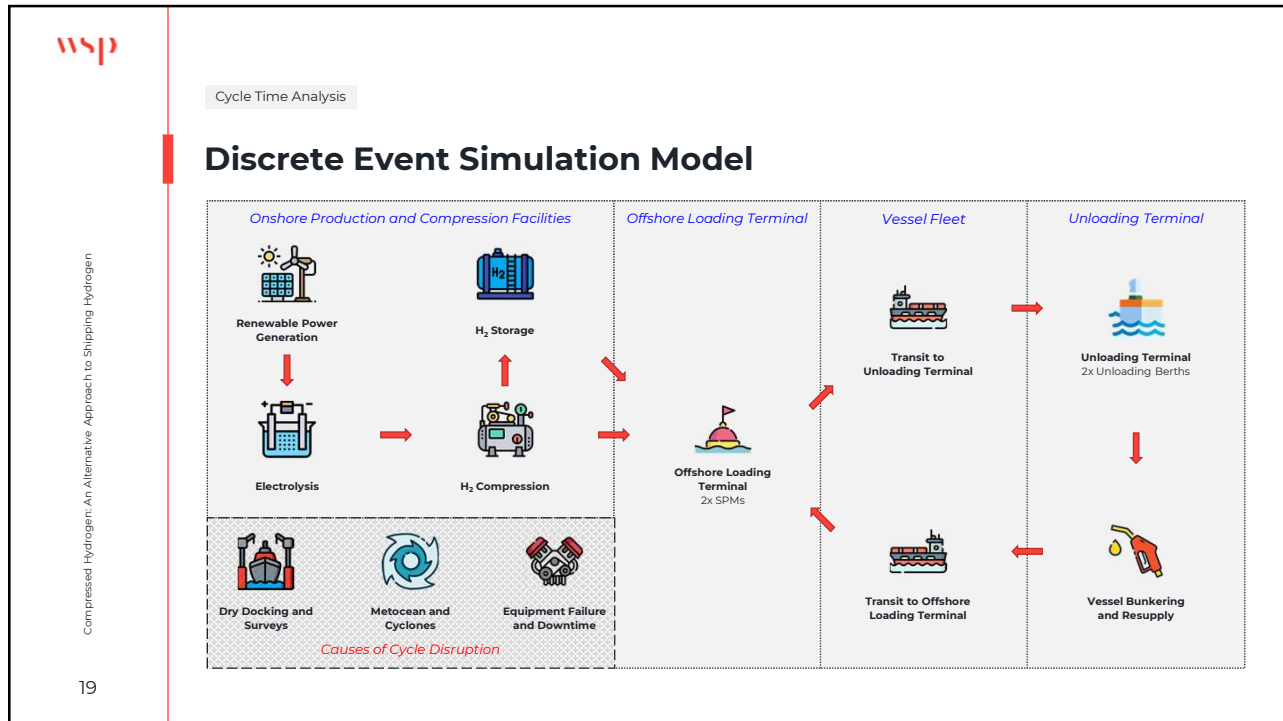 wsp
Cycle Time Analysis
Discrete Event Simulation Model
Onshore Production and Compression Facilities
Renewable Power
Generation
H₂ Storage
H2
Electrolysis
H₂ Compression
Dry Docking and
Surveys
Metocean and
Cyclones
Equipment Failure
and Downtime
Causes of Cycle Disruption
Offshore Loading Terminal
Offshore Loading
Terminal
2x SPMs
Vessel Fleet
Transit to
Unloading Terminal
Transit to Offshore
Loading Terminal
Unloading Terminal
Unloading Terminal
2x Unloading Berths
Vessel Bunkering
and Resupply
Compressed Hydrogen: An Alternative Approach to Shipping Hydrogen
19